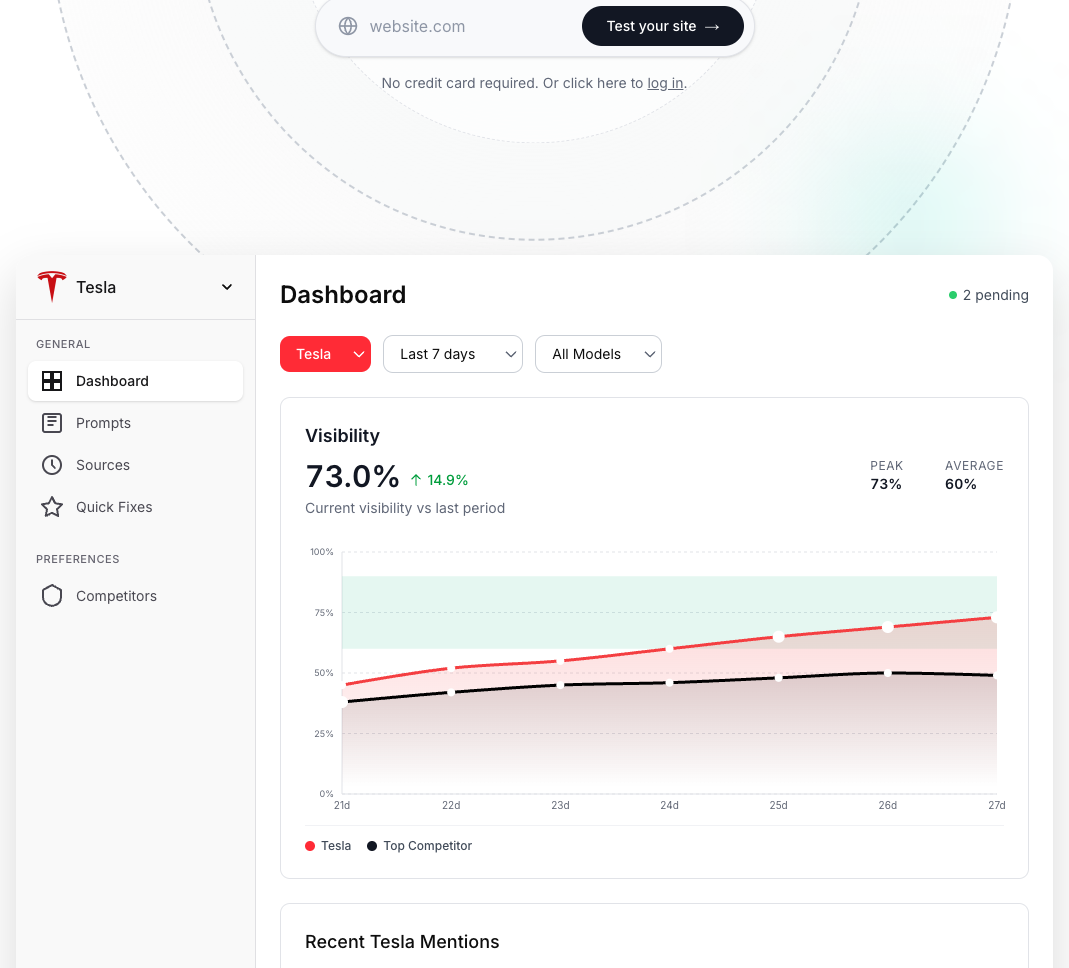 website.com
Test your site →
No credit card required. Or click here to log in.
Tesla
GENERAL
Dashboard
Prompts
Sources
Quick Fixes
PREFERENCES
Competitors
Dashboard
2 pending
Tesla
Last 7 days
All Models
Visibility
73.0% ↑ 14.9%
Current visibility vs last period
PEAK
73%
AVERAGE
60%
100%
75%
50%
25%
0%
21d 22d 23d 24d 25d 26d 27d
Tesla
Top Competitor
Recent Tesla Mentions